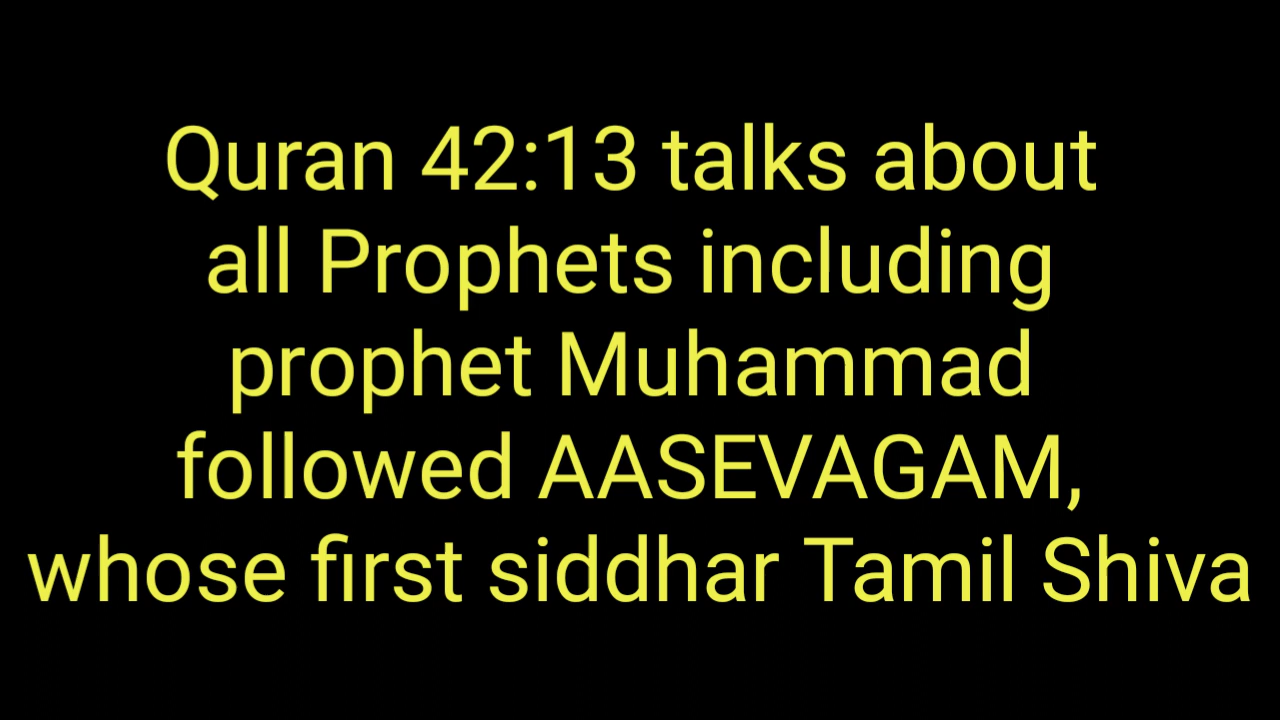 Quran 42:13 talks about
all Prophets including
prophet Muhammad
followed AASEVAGAM,
whose first siddhar Tamil Shiva